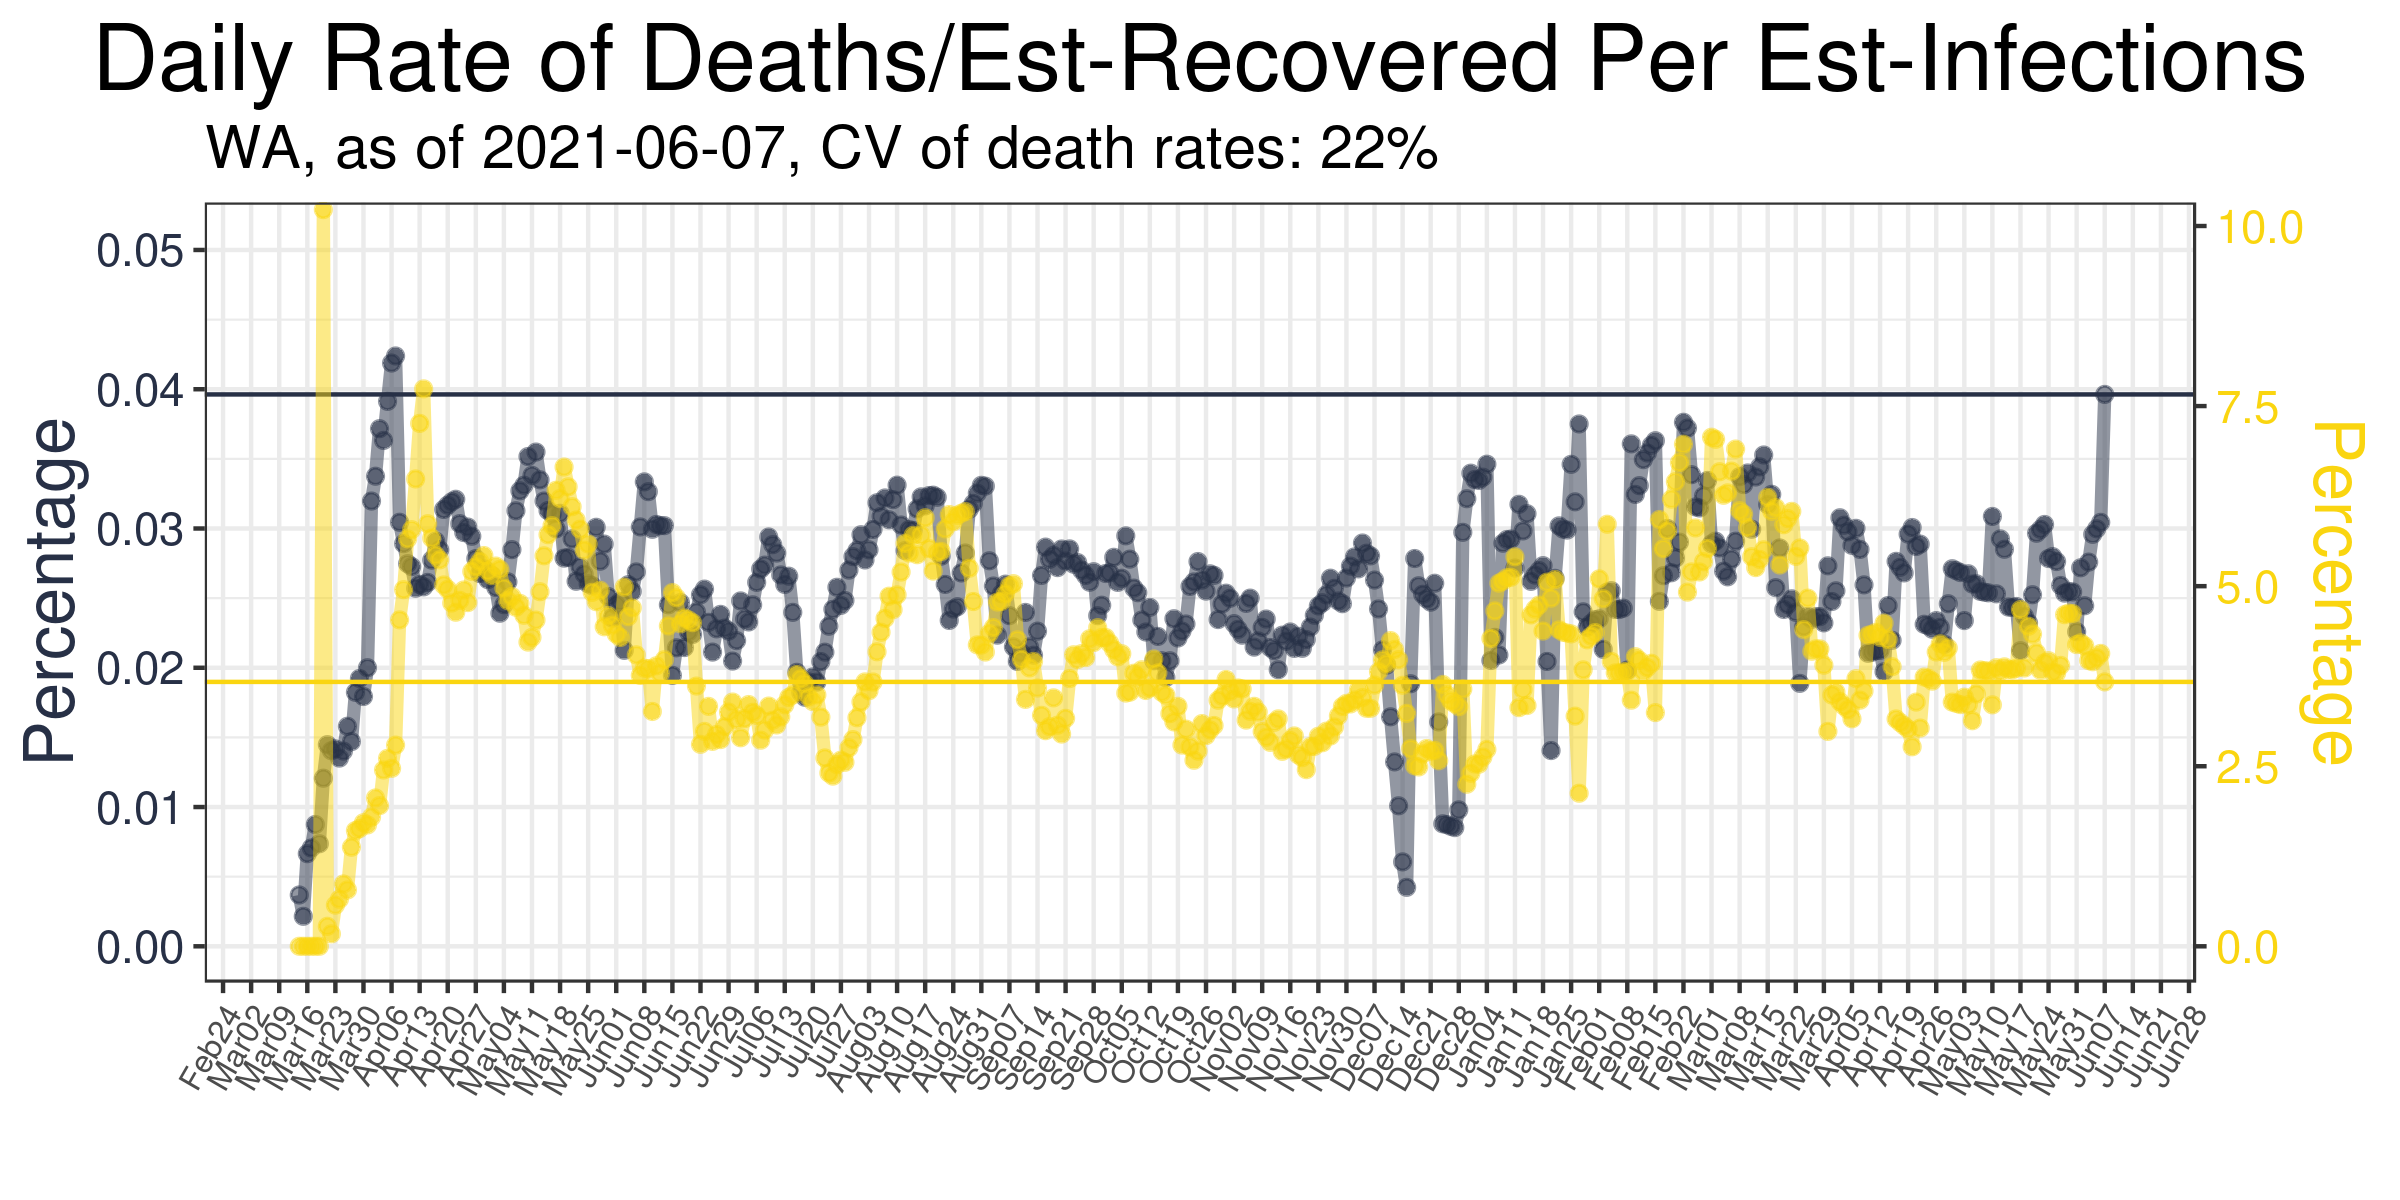 Daily Rate of Deaths/Est-Recovered Per Est-Infections
WA, as of 2021-06-07, CV of death rates: 22%
Percentage
0.05
0.04
0.03
0.02
0.01
0.00
10.0
7.5
5.0
2.5
0.0
Percentage
Feb24
Mar02
Mar09
Mar16
Mar23
Mar30
Apr06
Apr13
Apr20
Apr27
May04
May11
May18
May25
Jun01
Jun08
Jun15
Jun22
Jun29
Jul06
Jul13
Jul20
Jul27
Aug03
Aug10
Aug17
Aug24
Aug31
Sep07
Sep14
Sep21
Sep28
Oct05
Oct12
Oct19
Oct26
Nov02
Nov09
Nov16
Nov23
Nov30
Dec07
Dec14
Dec21
Dec28
Jan04
Jan11
Jan18
Jan25
Feb01
Feb08
Feb15
Feb22
Mar01
Mar08
Mar15
Mar22
Mar29
Apr05
Apr12
Apr19
Apr26
May03
May10
May17
May24
May31
Jun07
Jun14
Jun21
Jun28